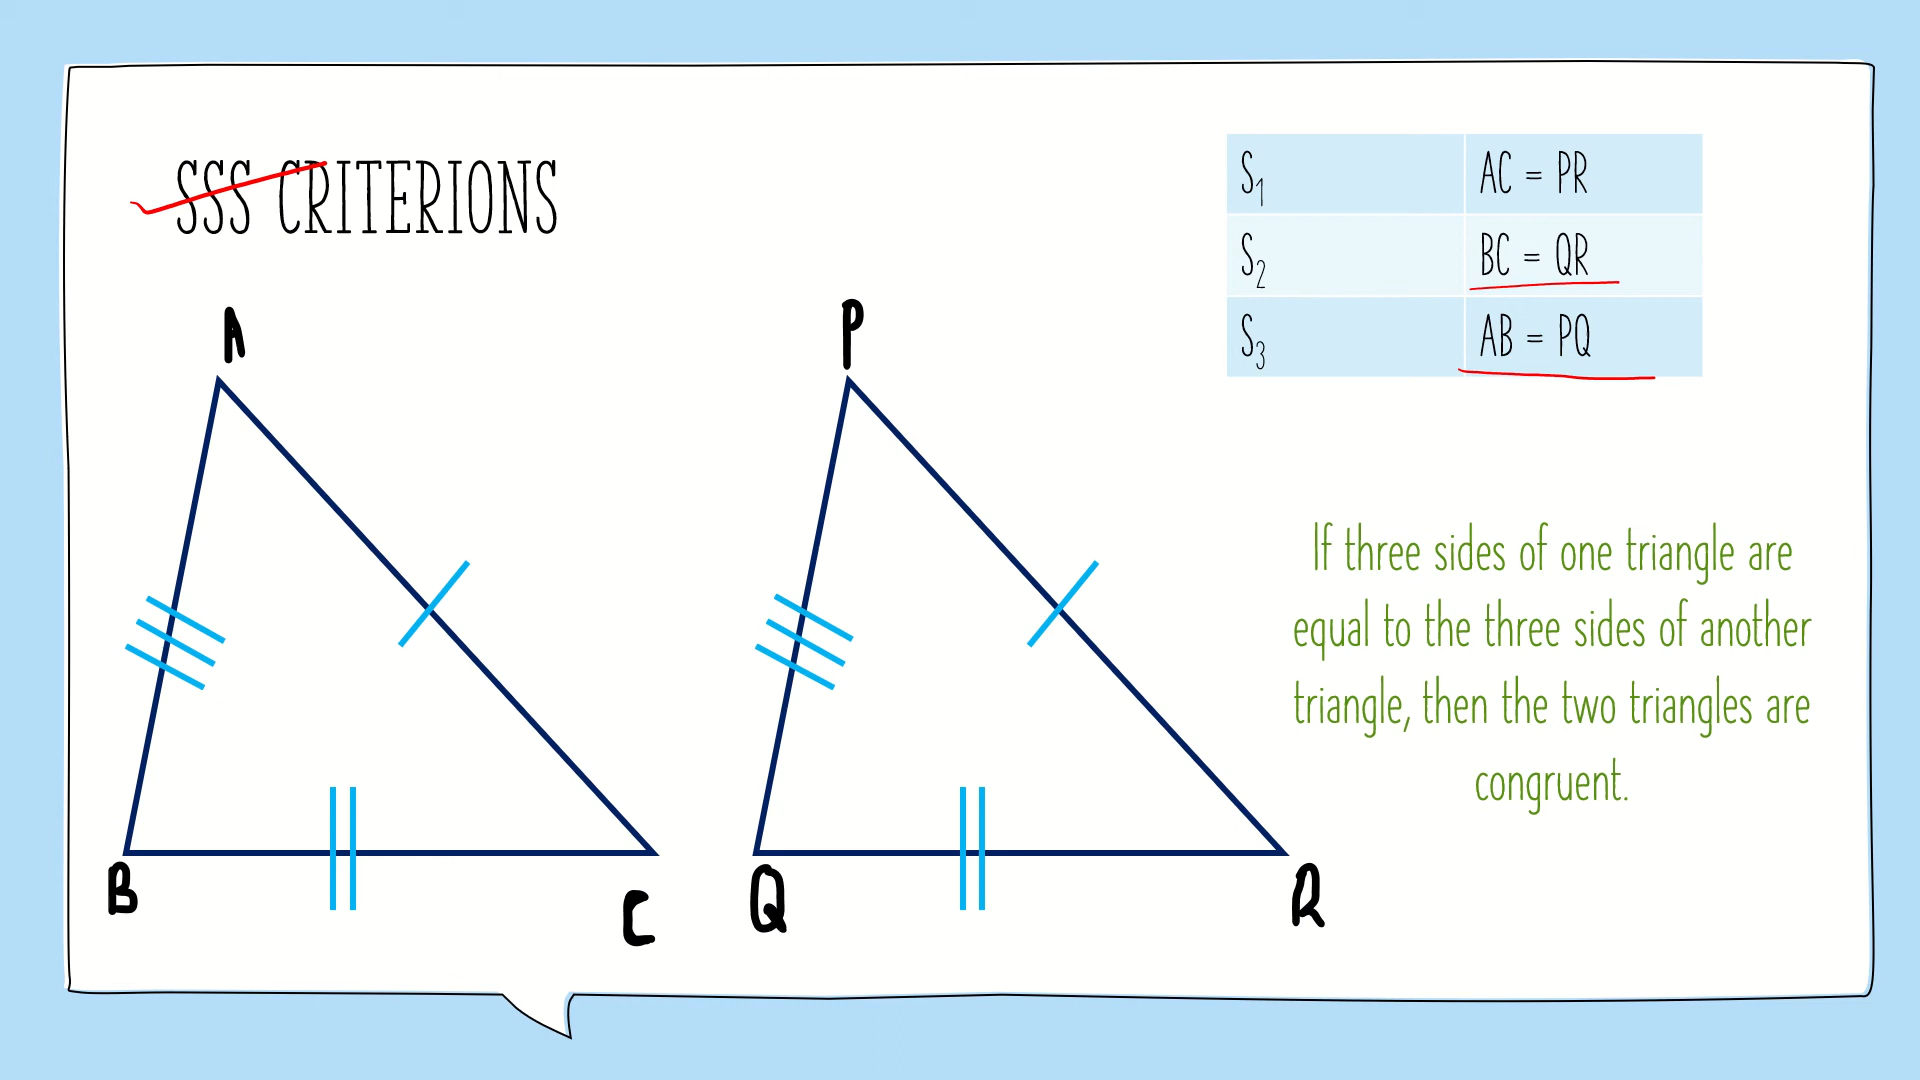 SSS CRITERIONS
S1 AC = PR
S2 BC = QR
S3 AB = PQ
A
P
B
C
Q
R
If three sides of one triangle are
equal to the three sides of another
triangle, then the two triangles are
congruent.